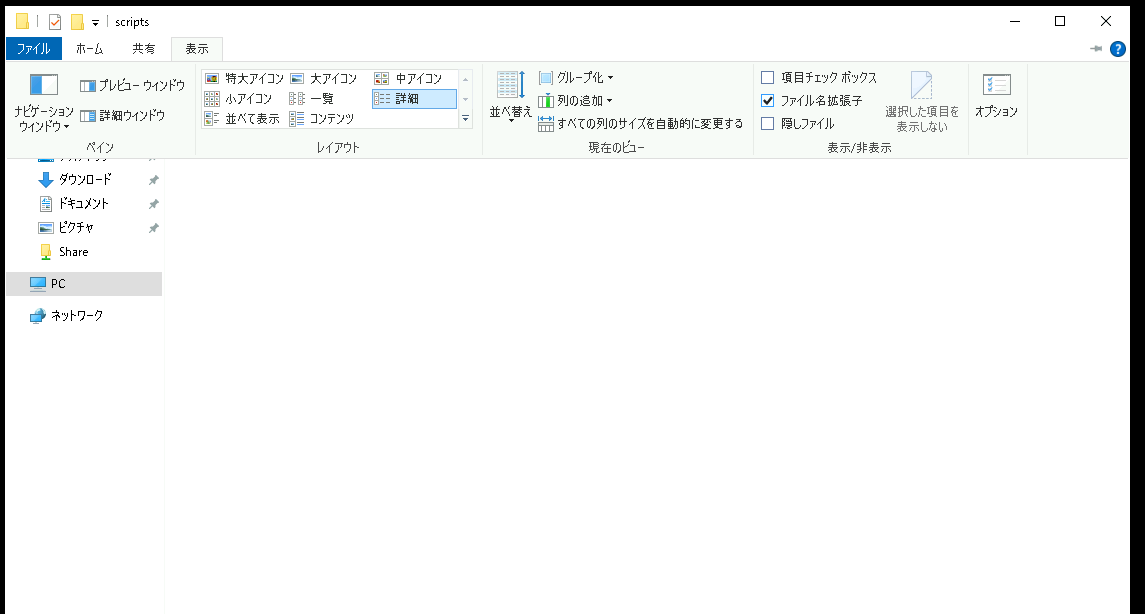 scripts
ファイル ホーム 共有 表示
ナビゲーション ウィンドウ
プレビュー ウィンドウ
詳細ウィンドウ
ペイン
特大アイコン 大アイコン 中アイコン
小アイコン 一覧 詳細
並べて表示 コンテンツ
レイアウト
並べ替え
グループ化
列の追加
すべての列のサイズを自動的に変更する
現在のビュー
項目チェック ボックス
ファイル名拡張子
隠しファイル
選択した項目を
表示しない
表示/非表示
オプション
ダウンロード
ドキュメント
ピクチャ
Share
PC
ネットワーク